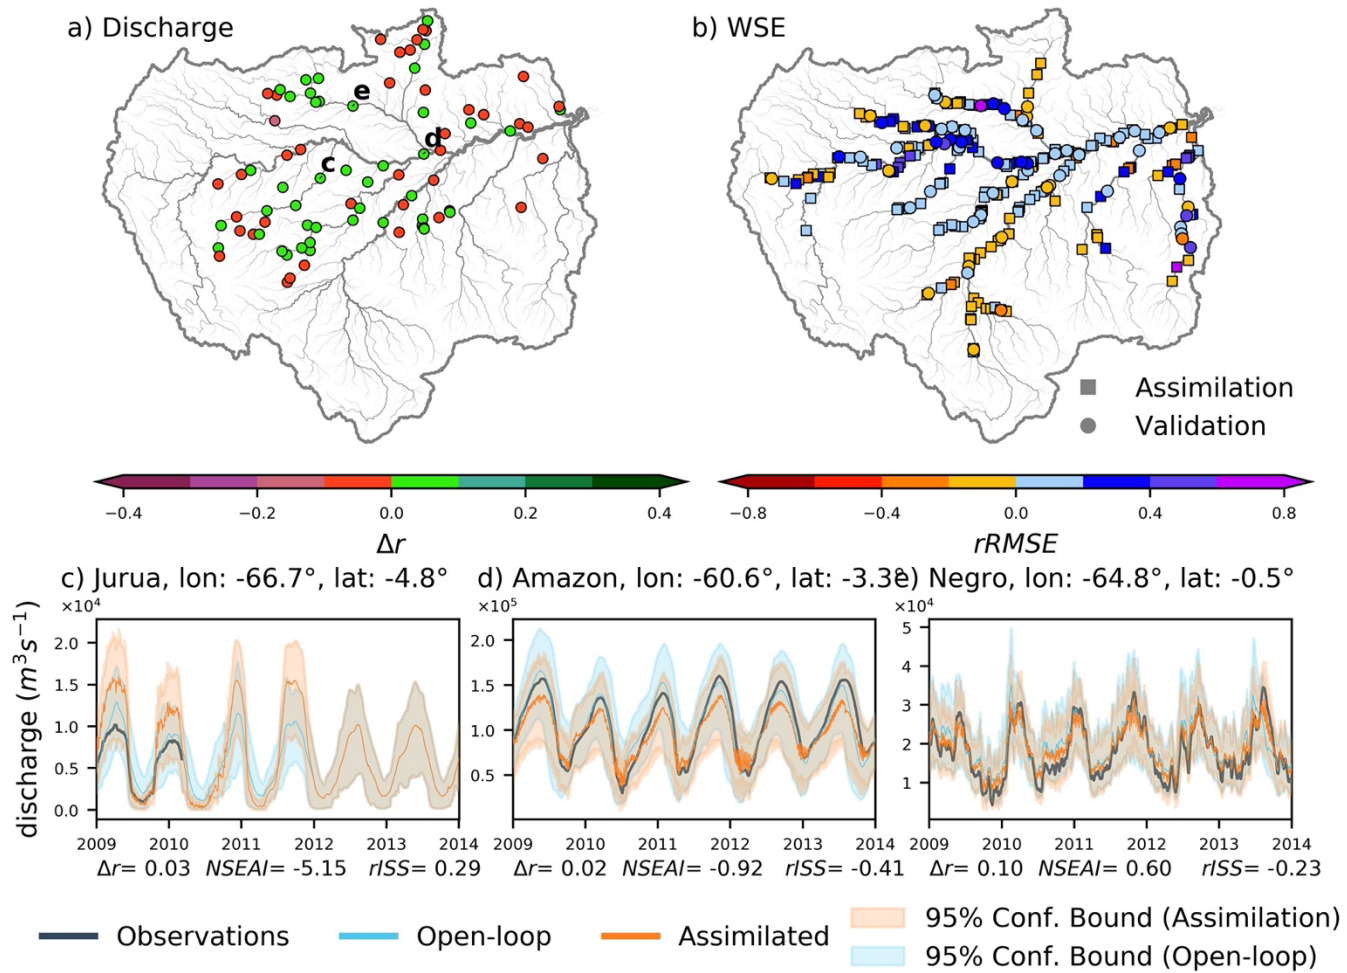 a) Discharge
b) WSE
e
d
c
Assimilation
Validation
−0.4 −0.2 0.0 0.2 0.4
Δr
−0.8 −0.4 0.0 0.4 0.8
rRMSE
c) Jurua, lon: -66.7°, lat: -4.8°
d) Amazon, lon: -60.6°, lat: -3.3°
e) Negro, lon: -64.8°, lat: -0.5°
discharge (m³s⁻¹)
×10⁴
2.0
1.5
1.0
0.5
0.0
2009 2010 2011 2012 2013 2014
Δr= 0.03 NSEAI= -5.15 rISS= 0.29
×10⁵
2.0
1.5
1.0
0.5
2009 2010 2011 2012 2013 2014
Δr= 0.02 NSEAI= -0.92 rISS= -0.41
×10⁴
5
4
3
2
1
2009 2010 2011 2012 2013 2014
Δr= 0.10 NSEAI= 0.60 rISS= -0.23
Observations
Open-loop
Assimilated
95% Conf. Bound (Assimilation)
95% Conf. Bound (Open-loop)